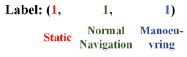 Label: (1, 1, 1)
Static Normal Manoeu-
Navigation vring